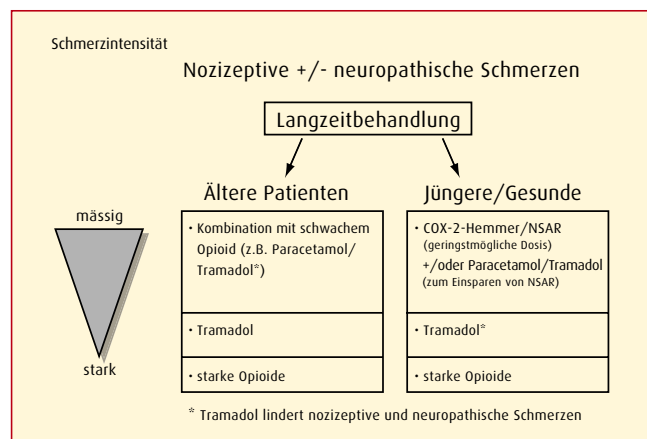 Schmerzintensität
Nozizeptive +/- neuropathische Schmerzen
Langzeitbehandlung
Ältere Patienten
Jüngere/Gesunde
mässig
stark
· Kombination mit schwachem
Opioid (z.B. Paracetamol/
Tramadol*)
· Tramadol
· starke Opioide
· COX-2-Hemmer/NSAR
(geringstmögliche Dosis)
+/oder Paracetamol/Tramadol
(zum Einsparen von NSAR)
· Tramadol*
· starke Opioide
* Tramadol lindert nozizeptive und neuropathische Schmerzen